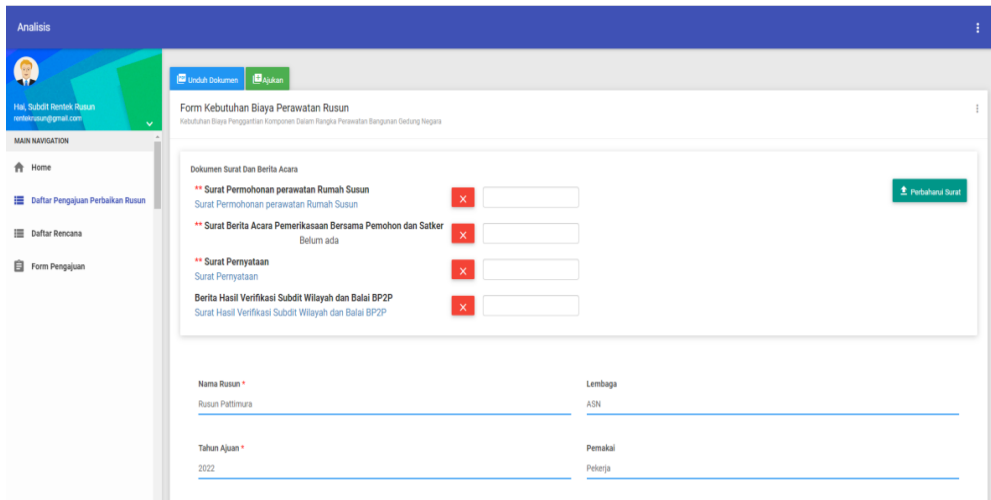 Analisis
Hai, Subdit Rentek Rusun
rentekrusun@gmail.com
MAIN NAVIGATION
Home
Daftar Pengajuan Perbaikan Rusun
Daftar Rencana
Form Pengajuan
Unduh Dokumen
Ajukan
Form Kebutuhan Biaya Perawatan Rusun
Kebutuhan Biaya Penggantian Komponen Dalam Rangka Perawatan Bangunan Gedung Negara
Dokumen Surat Dan Berita Acara
** Surat Permohonan perawatan Rumah Susun
Surat Permohonan perawatan Rumah Susun
X
Perbaharui Surat
** Surat Berita Acara Pemerikasaan Bersama Pemohon dan Satker
Belum ada
X
** Surat Pernyataan
Surat Pernyataan
X
Berita Hasil Verifikasi Subdit Wilayah dan Balai BP2P
Surat Hasil Verifikasi Subdit Wilayah dan Balai BP2P
X
Nama Rusun *
Rusun Pattimura
Lembaga
ASN
Tahun Ajuan *
2022
Pemakai
Pekerja